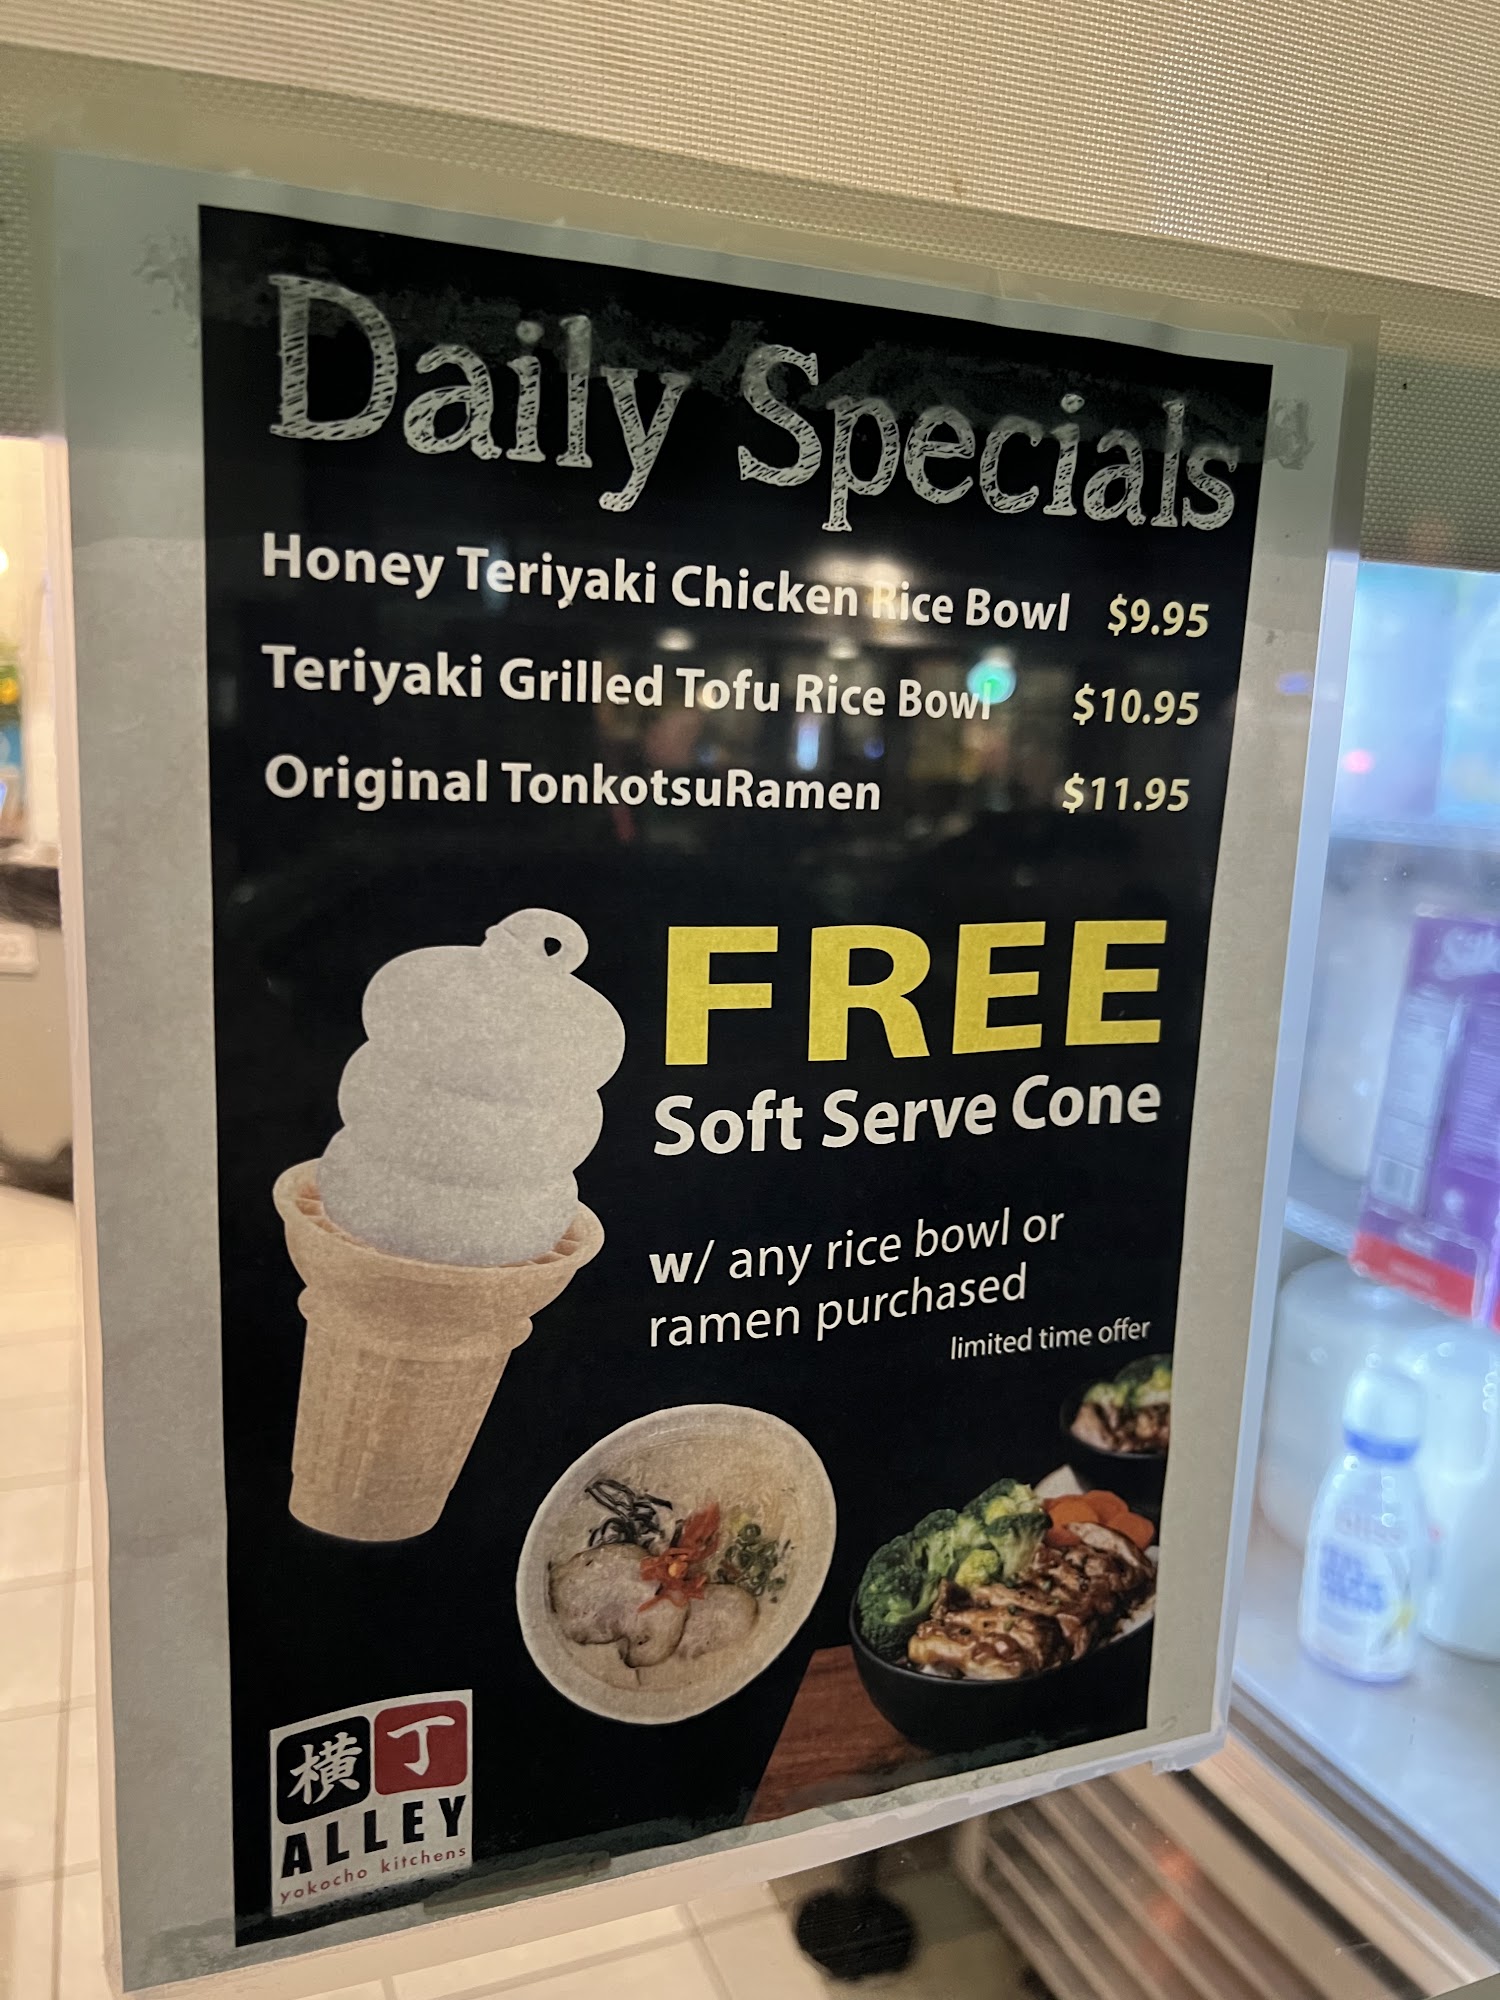 Daily Specials
Honey Teriyaki Chicken Rice Bowl $9.95
Teriyaki Grilled Tofu Rice Bowl $10.95
Original TonkotsuRamen $11.95
FREE
Soft Serve Cone
w/ any rice bowl or
ramen purchased
limited time offer
横丁
ALLEY
yokocho kitchens